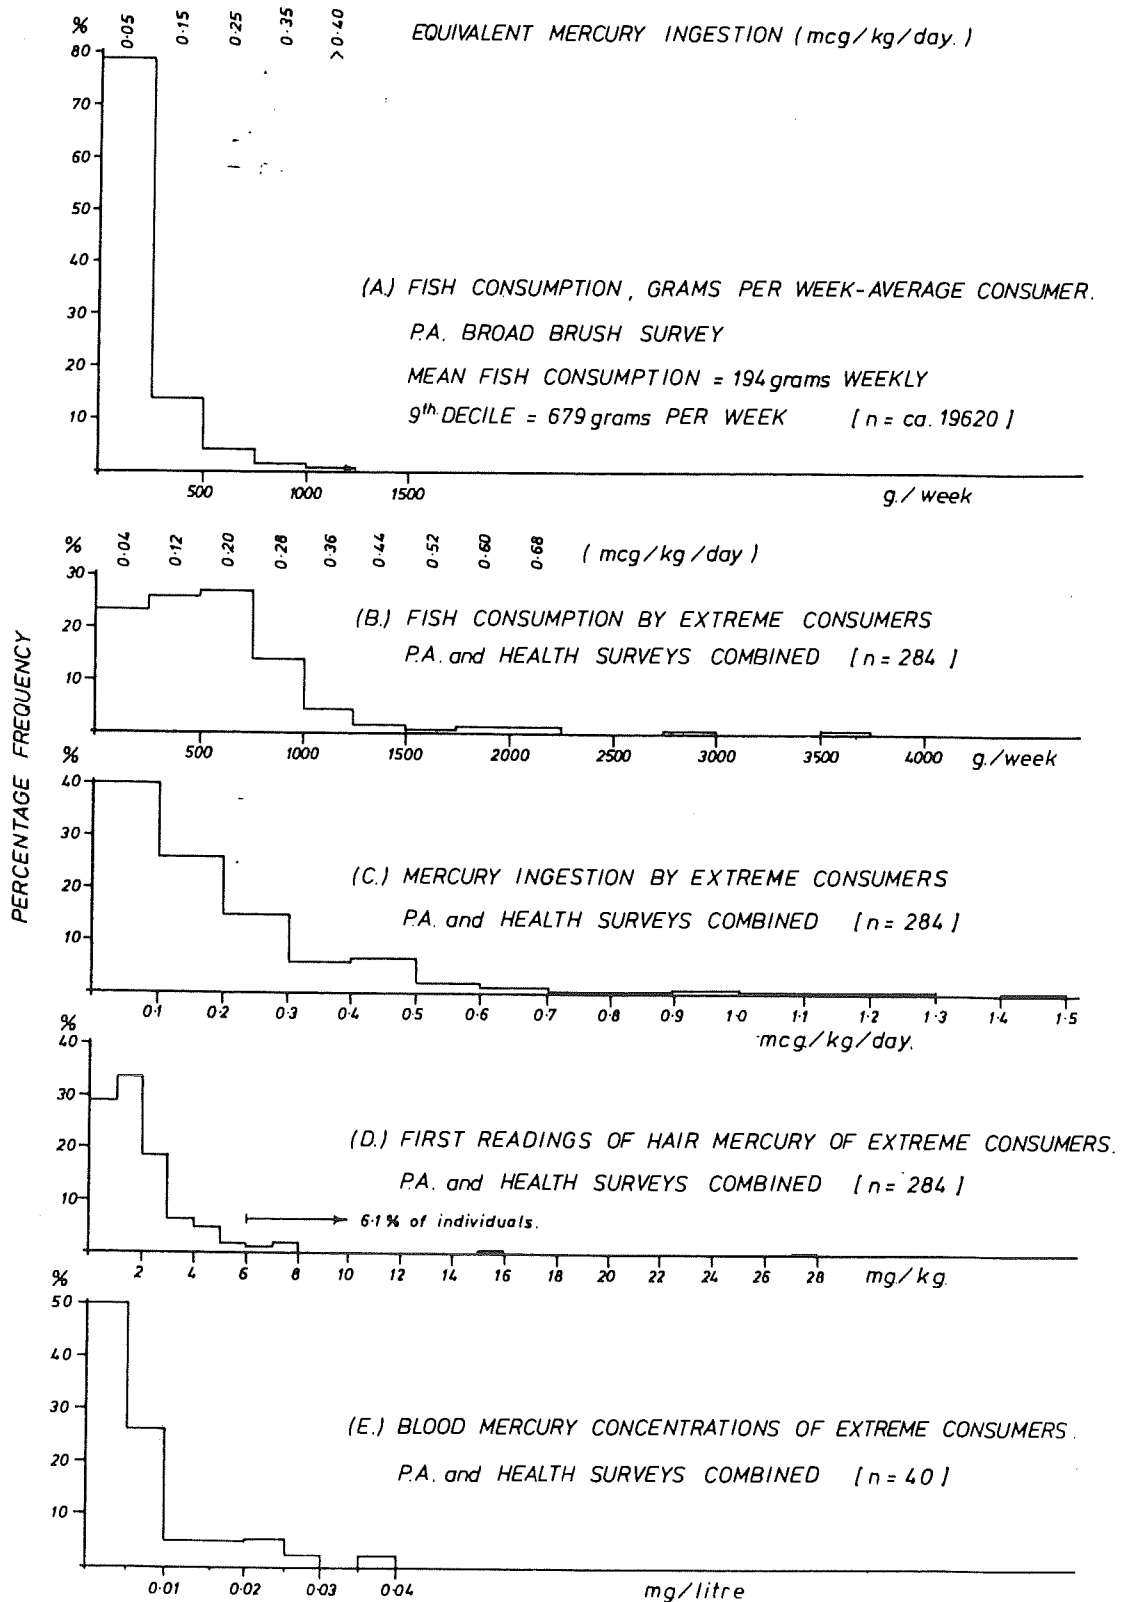 % 0·05 0·15 0·25 0·35 >0·40 EQUIVALENT MERCURY INGESTION (mcg/kg/day.)
80
70
60
50
40
30
20
10
(A.) FISH CONSUMPTION, GRAMS PER WEEK-AVERAGE CONSUMER.
P.A. BROAD BRUSH SURVEY
MEAN FISH CONSUMPTION = 194 grams WEEKLY
9th. DECILE = 679 grams PER WEEK [n = ca. 19620]
500 1000 1500 g./week
% 0·04 0·12 0·20 0·28 0·36 0·44 0·52 0·60 0·68 (mcg/kg/day)
30
20
10
(B.) FISH CONSUMPTION BY EXTREME CONSUMERS
P.A. and HEALTH SURVEYS COMBINED [n = 284]
500 1000 1500 2000 2500 3000 3500 4000 g./week
PERCENTAGE FREQUENCY
%
40
30
20
10
(C.) MERCURY INGESTION BY EXTREME CONSUMERS
P.A. and HEALTH SURVEYS COMBINED [n = 284]
0·1 0·2 0·3 0·4 0·5 0·6 0·7 0·8 0·9 1·0 1·1 1·2 1·3 1·4 1·5
mcg/kg/day.
%
40
30
20
10
(D.) FIRST READINGS OF HAIR MERCURY OF EXTREME CONSUMERS.
P.A. and HEALTH SURVEYS COMBINED [n = 284]
6·1 % of individuals.
2 4 6 8 10 12 14 16 18 20 22 24 26 28 mg/kg.
%
50
40
30
20
10
(E.) BLOOD MERCURY CONCENTRATIONS OF EXTREME CONSUMERS.
P.A. and HEALTH SURVEYS COMBINED [n = 40]
0·01 0·02 0·03 0·04 mg/litre